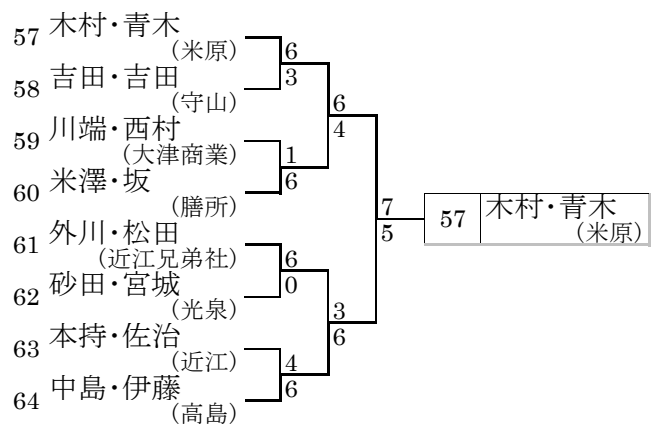 57 木村・青木
(米原)
58 吉田・吉田
(守山)
59 川端・西村
(大津商業)
60 米澤・坂
(膳所)
61 外川・松田
(近江兄弟社)
62 砂田・宮城
(光泉)
63 本持・佐治
(近江)
64 中島・伊藤
(高島)
6
3
1
6
6
0
4
6
6
4
3
6
7
5
57 木村・青木
(米原)